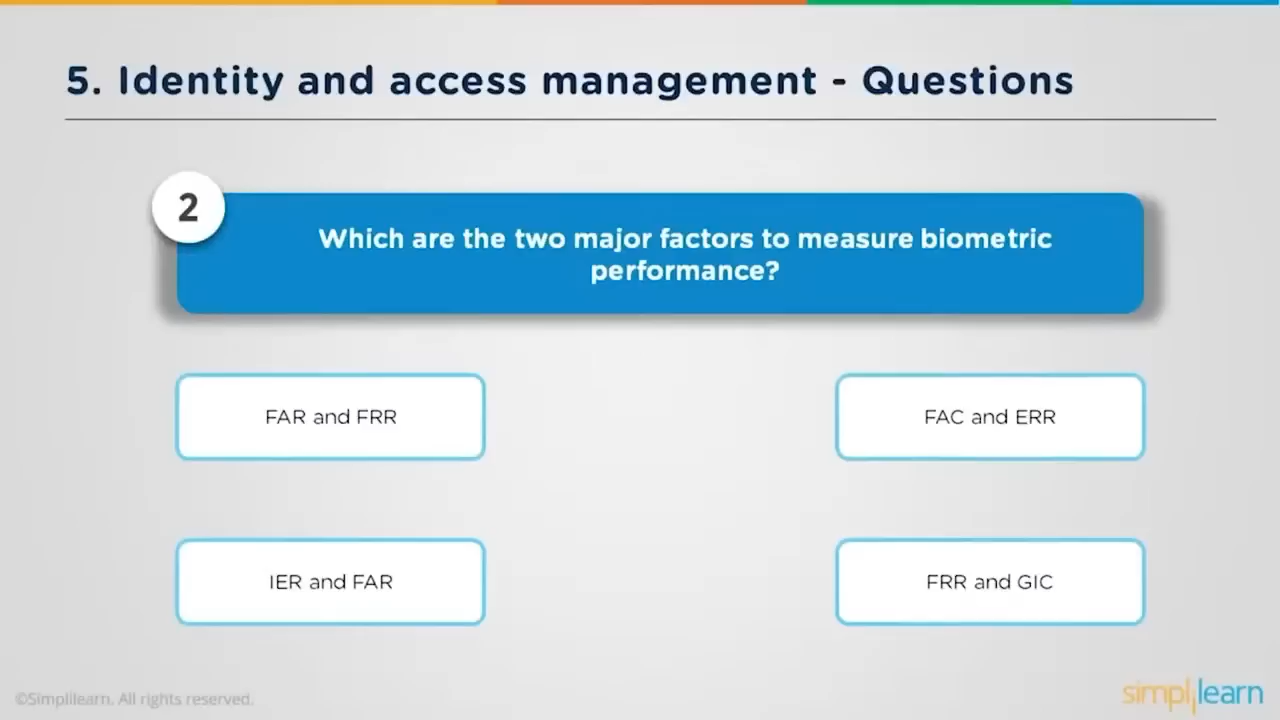 5. Identity and access management - Questions
2
Which are the two major factors to measure biometric
performance?
FAR and FRR
FAC and ERR
IER and FAR
FRR and GIC
©Simplilearn. All rights reserved.
simplilearn